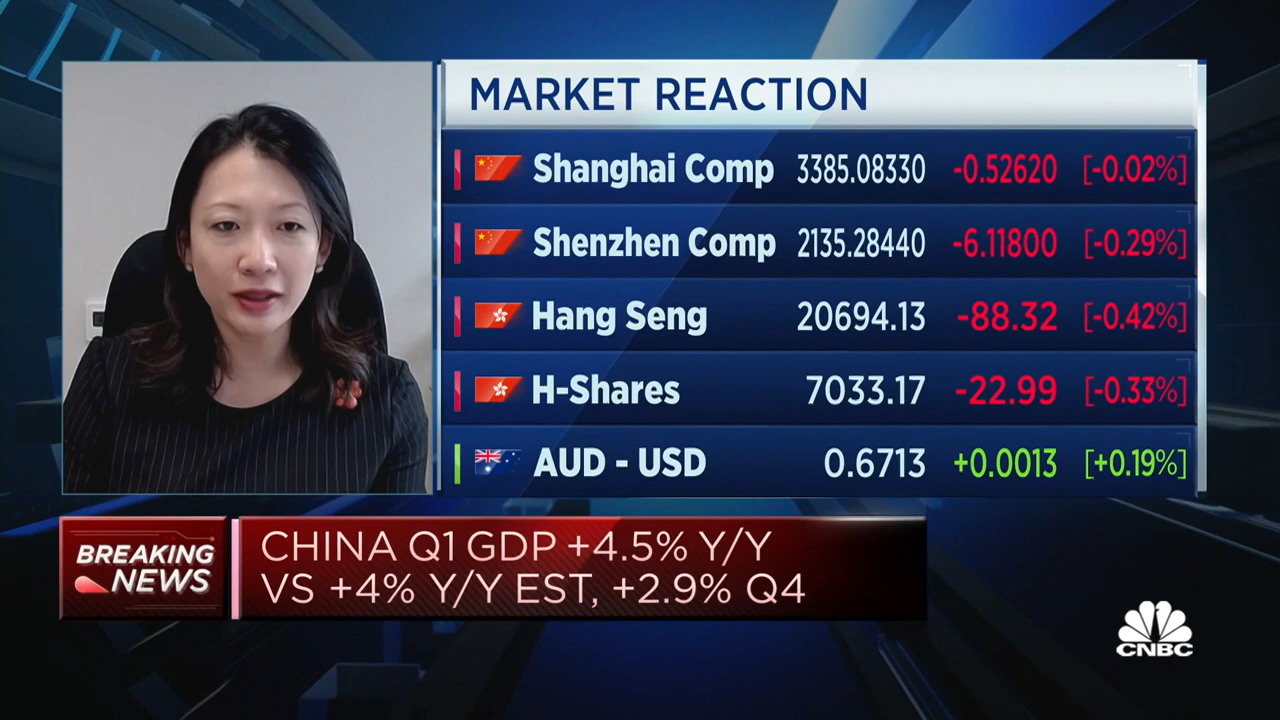 MARKET REACTION
Shanghai Comp 3385.08330 -0.52620 [-0.02%]
Shenzhen Comp 2135.28440 -6.11800 [-0.29%]
Hang Seng 20694.13 -88.32 [-0.42%]
H-Shares 7033.17 -22.99 [-0.33%]
AUD - USD 0.6713 +0.0013 [+0.19%]
BREAKING
NEWS
CHINA Q1 GDP +4.5% Y/Y
VS +4% Y/Y EST, +2.9% Q4
CNBC